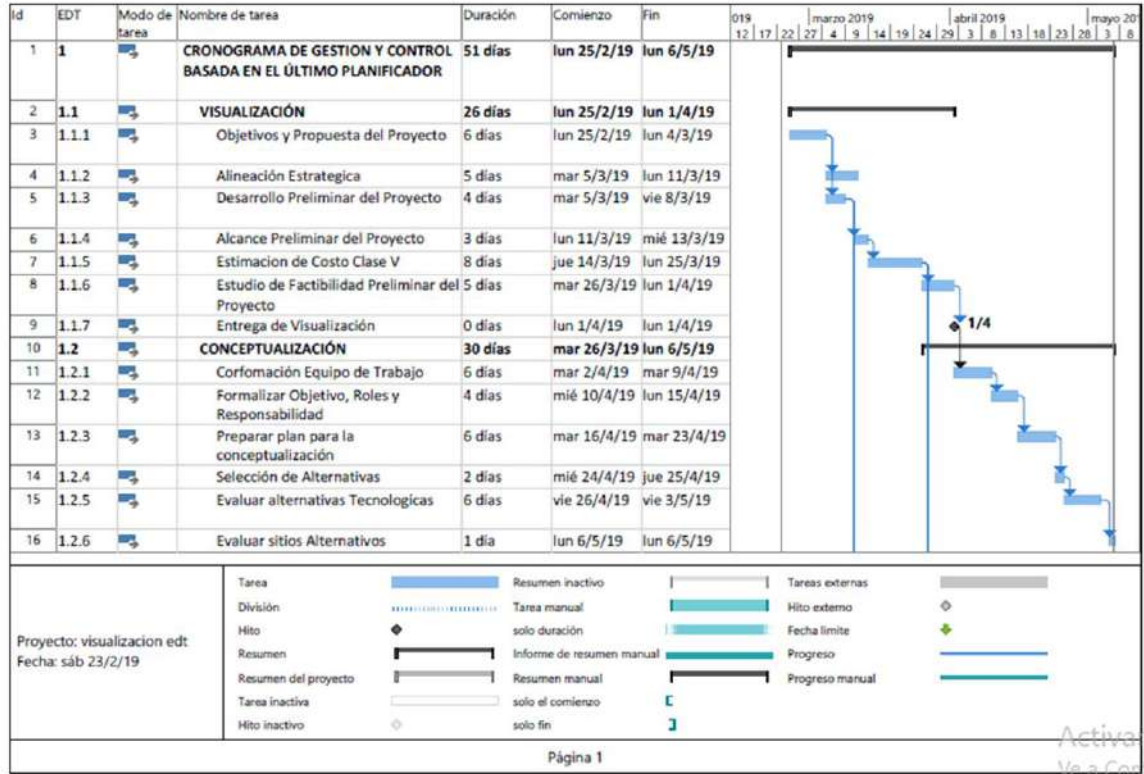 Id EDT Modo de tarea Nombre de tarea Duración Comienzo Fin 019 marzo 2019 abril 2019 mayo 20
12 17 22 27 4 9 14 19 24 29 3 8 13 18 23 28 3 8
1 1 CRONOGRAMA DE GESTION Y CONTROL 51 días lun 25/2/19 lun 6/5/19
BASADA EN EL ÚLTIMO PLANIFICADOR
2 1.1 VISUALIZACIÓN 26 días lun 25/2/19 lun 1/4/19
3 1.1.1 Objetivos y Propuesta del Proyecto 6 días lun 25/2/19 lun 4/3/19
4 1.1.2 Alineación Estrategica 5 días mar 5/3/19 lun 11/3/19
5 1.1.3 Desarrollo Preliminar del Proyecto 4 días mar 5/3/19 vie 8/3/19
6 1.1.4 Alcance Preliminar del Proyecto 3 días lun 11/3/19 mié 13/3/19
7 1.1.5 Estimacion de Costo Clase V 8 días jue 14/3/19 lun 25/3/19
8 1.1.6 Estudio de Factibilidad Preliminar del 5 días mar 26/3/19 lun 1/4/19
Proyecto
9 1.1.7 Entrega de Visualización 0 días lun 1/4/19 lun 1/4/19 1/4
10 1.2 CONCEPTUALIZACIÓN 30 días mar 26/3/19 lun 6/5/19
11 1.2.1 Corfomación Equipo de Trabajo 6 días mar 2/4/19 mar 9/4/19
12 1.2.2 Formalizar Objetivo, Roles y 4 días mié 10/4/19 lun 15/4/19
Responsabilidad
13 1.2.3 Preparar plan para la 6 días mar 16/4/19 mar 23/4/19
conceptualización
14 1.2.4 Selección de Alternativas 2 días mié 24/4/19 jue 25/4/19
15 1.2.5 Evaluar alternativas Tecnologicas 6 días vie 26/4/19 vie 3/5/19
16 1.2.6 Evaluar sitios Alternativos 1 día lun 6/5/19 lun 6/5/19
Proyecto: visualizacion edt
Fecha: sáb 23/2/19
Tarea Resumen inactivo Tareas externas
División Tarea manual Hito externo
Hito solo duración Fecha límite
Resumen Informe de resumen manual Progreso
Resumen del proyecto Resumen manual Progreso manual
Tarea inactiva solo el comienzo
Hito inactivo solo fin
Página 1
Activar
Ve a Con